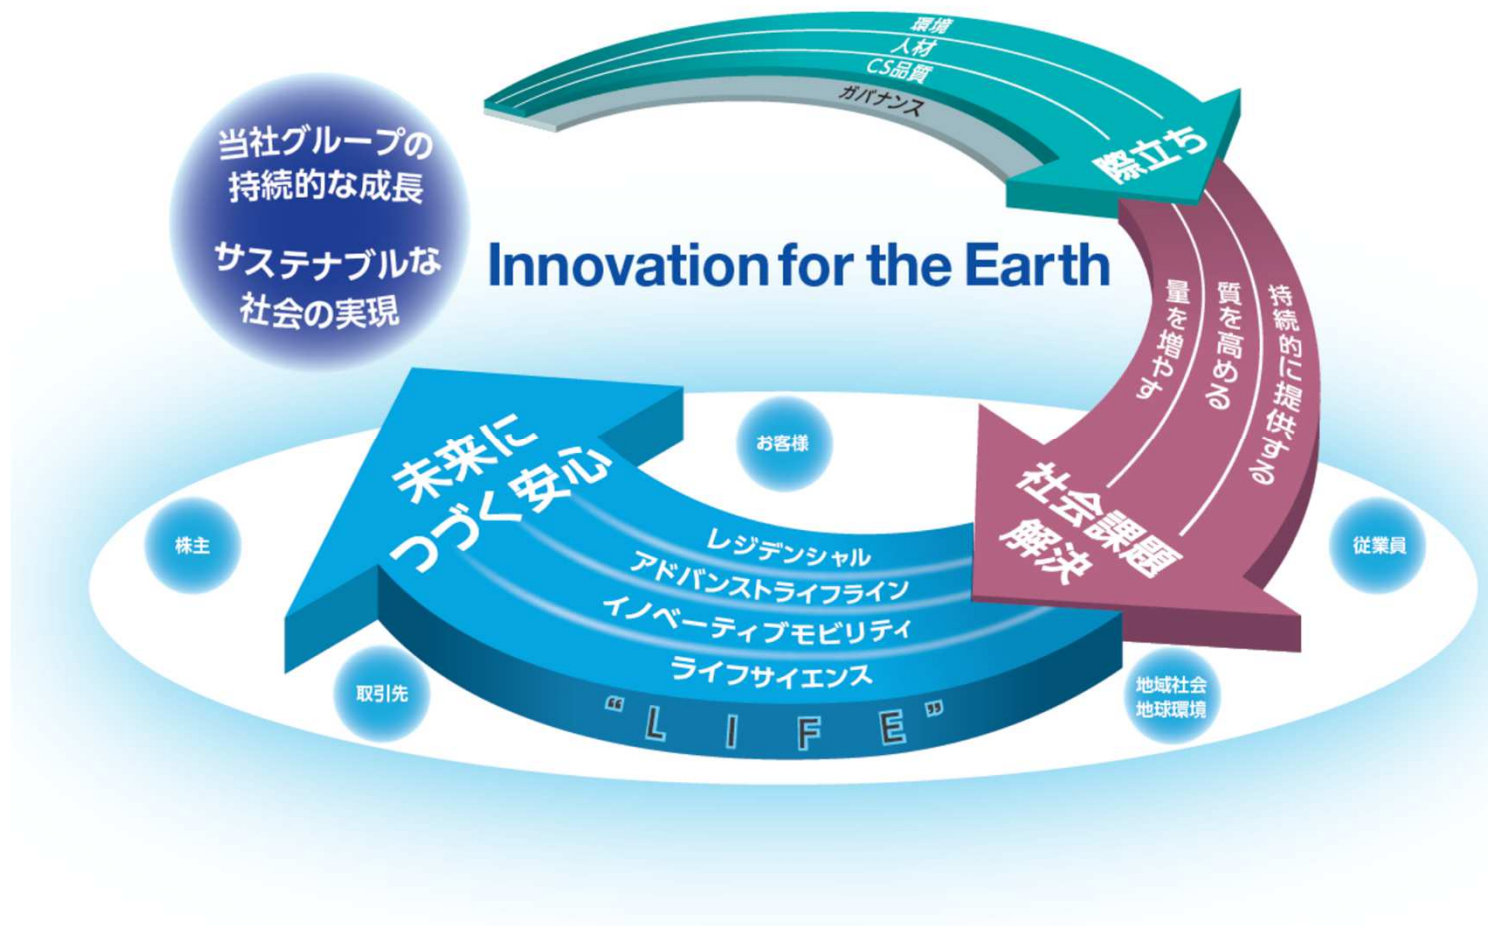 環境
人材
CS品質
ガバナンス
際立ち
当社グループの
持続的な成長
サステナブルな
社会の実現
Innovation for the Earth
量を増やす
質を高める
持続的に提供する
社会課題
解決
未来に
つづく安心
レジデンシャル
アドバンストライフライン
イノベーティブモビリティ
ライフサイエンス
“LIFE”
お客様
株主
従業員
取引先
地域社会
地球環境